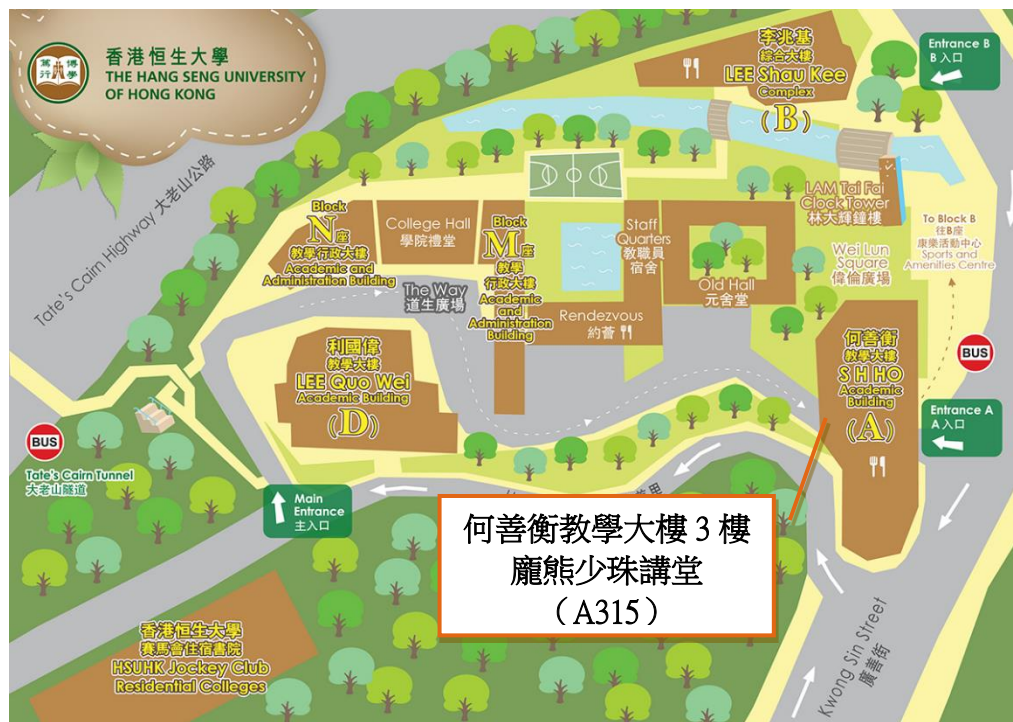 篤行
博學
香港恒生大學
THE HANG SENG UNIVERSITY
OF HONG KONG
李兆基
綜合大樓
LEE Shau Kee
Complex
(B)
Entrance B
B 入口
Tate's Cairn Highway 大老山公路
LAM Tai Fai
Clock Tower
林大輝鐘樓
To Block B
往B座
康樂活動中心
Sports and
Amenities Centre
Block
N座
教學行政大樓
Academic and
Administration Building
College Hall
學院禮堂
Block
M座
教學
行政大樓
Academic
and
Administration
Building
Staff
Quarters
教職員
宿舍
Wei Lun
Square
偉倫廣場
Old Hall
元舍堂
The Way
道生廣場
Rendezvous
約薈
利國偉
教學大樓
LEE Quo Wei
Academic Building
(D)
何善衡
教學大樓
S H HO
Academic
Building
(A)
BUS
Entrance A
A 入口
BUS
Tate's Cairn Tunnel
大老山隧道
Main
Entrance
主入口
何善衡教學大樓 3 樓
龐熊少珠講堂
（A315）
香港恒生大學
賽馬會住宿書院
HSUHK Jockey Club
Residential Colleges
Kwong Sin Street
廣善街